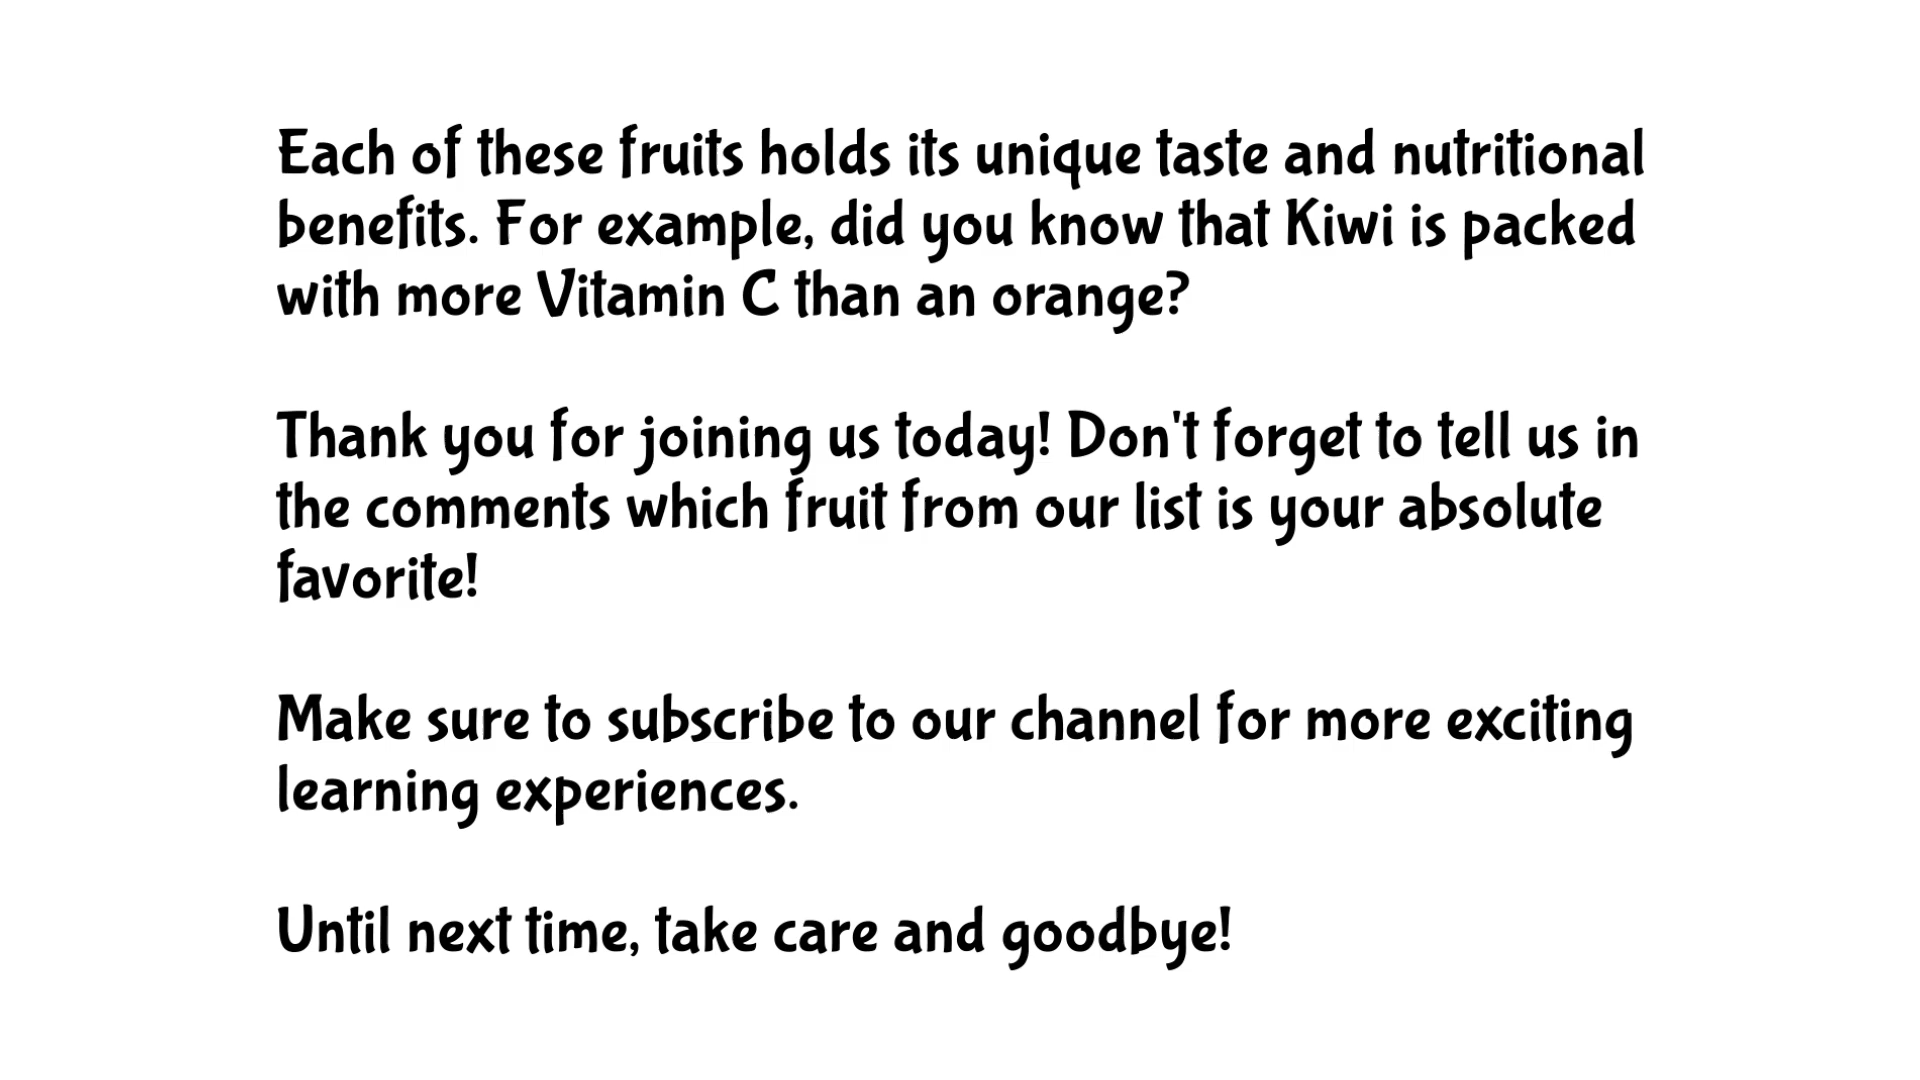 Each of these fruits holds its unique taste and nutritional
benefits. For example, did you know that Kiwi is packed
with more Vitamin C than an orange?
Thank you for joining us today! Don't forget to tell us in
the comments which fruit from our list is your absolute
favorite!
Make sure to subscribe to our channel for more exciting
learning experiences.
Until next time, take care and goodbye!